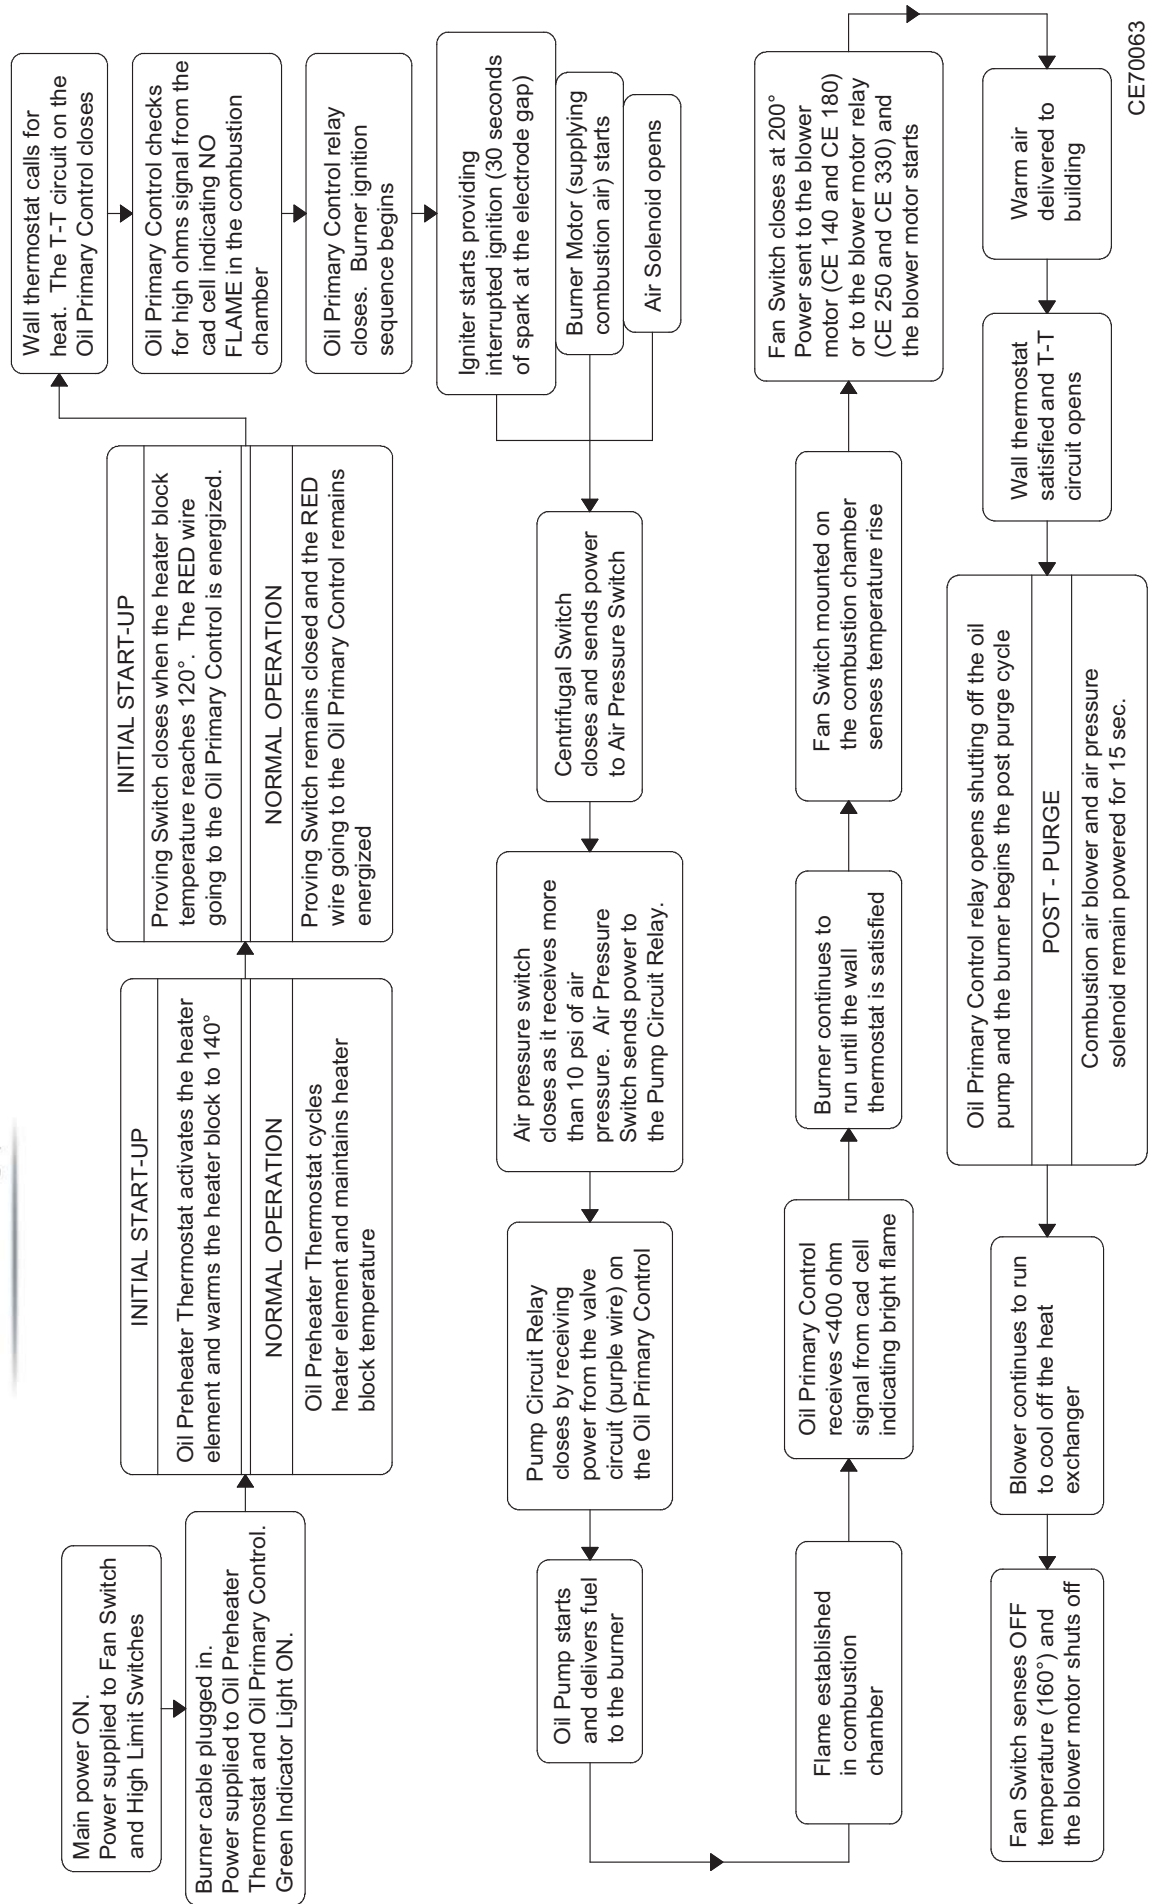 Main power ON.
Power supplied to Fan Switch
and High Limit Switches
Burner cable plugged in.
Power supplied to Oil Preheater
Thermostat and Oil Primary Control.
Green Indicator Light ON.
INITIAL START-UP
Oil Preheater Thermostat activates the heater
element and warms the heater block to 140°
NORMAL OPERATION
Oil Preheater Thermostat cycles
heater element and maintains heater
block temperature
INITIAL START-UP
Proving Switch closes when the heater block
temperature reaches 120°. The RED wire
going to the Oil Primary Control is energized.
NORMAL OPERATION
Proving Switch remains closed and the RED
wire going to the Oil Primary Control remains
energized
Wall thermostat calls for
heat. The T-T circuit on the
Oil Primary Control closes
Oil Primary Control checks
for high ohms signal from the
cad cell indicating NO
FLAME in the combustion
chamber
Oil Primary Control relay
closes. Burner ignition
sequence begins
Igniter starts providing
interrupted ignition (30 seconds
of spark at the electrode gap)
Burner Motor (supplying
combustion air) starts
Air Solenoid opens
Centrifugal Switch
closes and sends power
to Air Pressure Switch
Air pressure switch
closes as it receives more
than 10 psi of air
pressure. Air Pressure
Switch sends power to
the Pump Circuit Relay.
Pump Circuit Relay
closes by receiving
power from the valve
circuit (purple wire) on
the Oil Primary Control
Oil Pump starts
and delivers fuel
to the burner
Flame established
in combustion
chamber
Oil Primary Control
receives <400 ohm
signal from cad cell
indicating bright flame
Burner continues to
run until the wall
thermostat is satisfied
Fan Switch mounted on
the combustion chamber
senses temperature rise
Fan Switch closes at 200°
Power sent to the blower
motor (CE 140 and CE 180)
or to the blower motor relay
(CE 250 and CE 330) and
the blower motor starts
Warm air
delivered to
building
Wall thermostat
satisfied and T-T
circuit opens
Oil Primary Control relay opens shutting off the oil
pump and the burner begins the post purge cycle
POST - PURGE
Combustion air blower and air pressure
solenoid remain powered for 15 sec.
Blower continues to run
to cool off the heat
exchanger
Fan Switch senses OFF
temperature (160°) and
the blower motor shuts off
CE70063